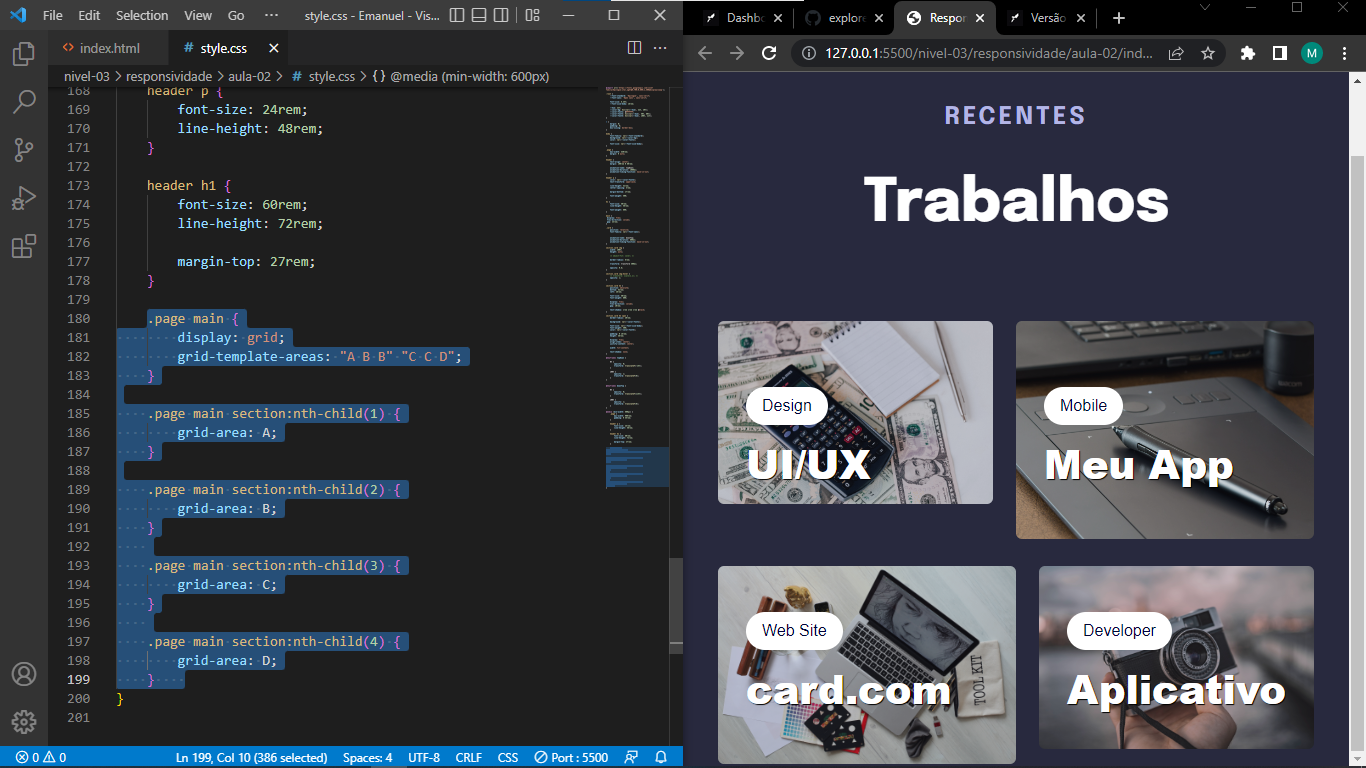 File Edit Selection View Go ··· style.css - Emanuel - Vis...
index.html # style.css
nivel-03 > responsividade > aula-02 > # style.css > {} @media (min-width: 600px)
168 header p {
169 font-size: 24rem;
170 line-height: 48rem;
171 }
172
173 header h1 {
174 font-size: 60rem;
175 line-height: 72rem;
176
177 margin-top: 27rem;
178 }
179
180 .page main {
181 display: grid;
182 grid-template-areas: "A B B" "C C D";
183 }
184
185 .page main section:nth-child(1) {
186 grid-area: A;
187 }
188
189 .page main section:nth-child(2) {
190 grid-area: B;
191 }
192
193 .page main section:nth-child(3) {
194 grid-area: C;
195 }
196
197 .page main section:nth-child(4) {
198 grid-area: D;
199 }
200 }
201
0 0 Ln 199, Col 10 (386 selected) Spaces: 4 UTF-8 CRLF CSS Port : 5500
Dashbo explore Respon Versão
127.0.0.1:5500/nivel-03/responsividade/aula-02/ind... M
RECENTES
Trabalhos
Design
UI/UX
Mobile
Meu App
Web Site
card.com
TOOL KIT
Developer
Aplicativo